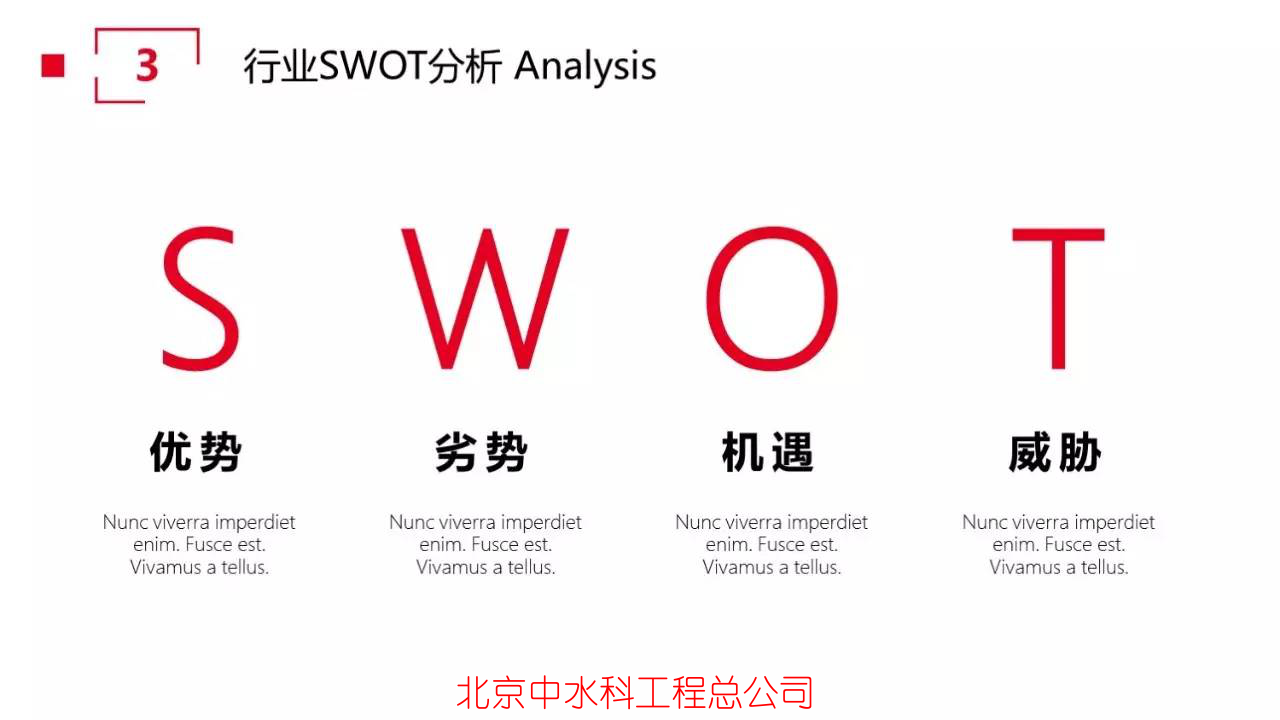 3
行业SWOT分析 Analysis
S
W
O
T
优势
劣势
机遇
威胁
Nunc viverra imperdiet
enim. Fusce est.
Vivamus a tellus.
Nunc viverra imperdiet
enim. Fusce est.
Vivamus a tellus.
Nunc viverra imperdiet
enim. Fusce est.
Vivamus a tellus.
Nunc viverra imperdiet
enim. Fusce est.
Vivamus a tellus.
北京中水科工程总公司